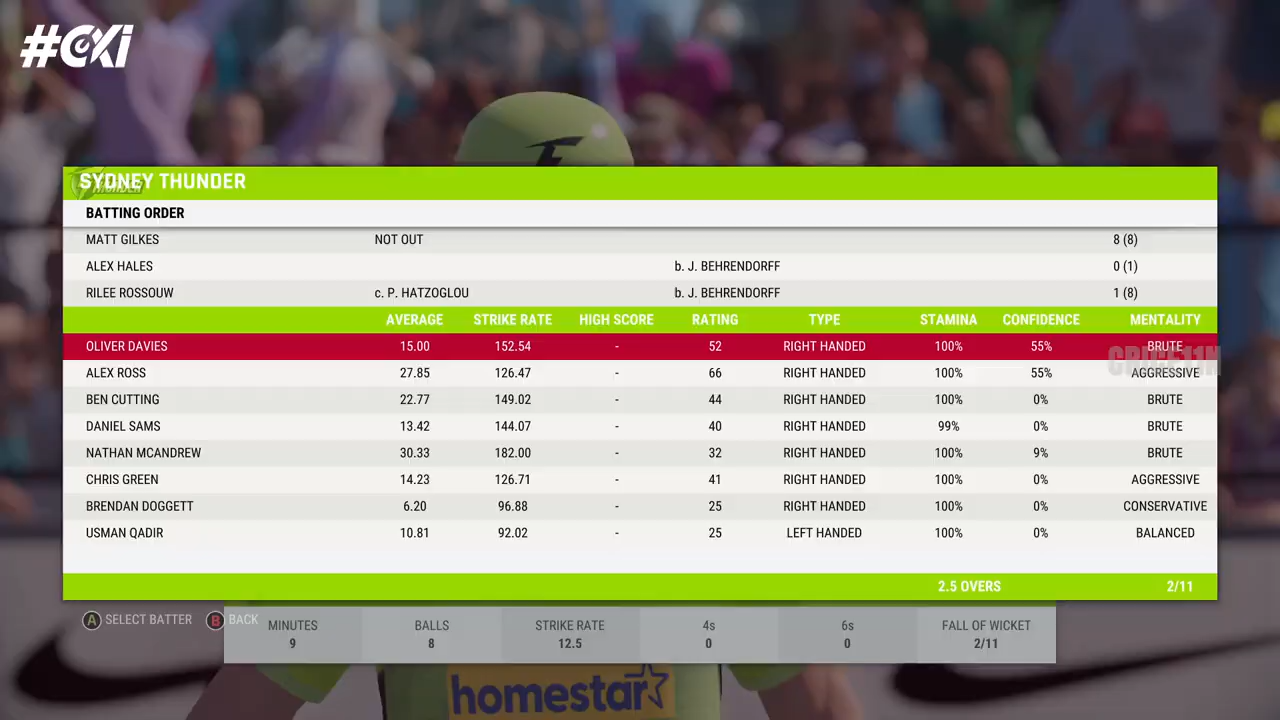 #CXI
SYDNEY THUNDER
THUNDER
BATTING ORDER
MATT GILKES NOT OUT 8 (8)
ALEX HALES b. J. BEHRENDORFF 0 (1)
RILEE ROSSOUW c. P. HATZOGLOU b. J. BEHRENDORFF 1 (8)
AVERAGE STRIKE RATE HIGH SCORE RATING TYPE STAMINA CONFIDENCE MENTALITY
OLIVER DAVIES 15.00 152.54 - 52 RIGHT HANDED 100% 55% BRUTE
ALEX ROSS 27.85 126.47 - 66 RIGHT HANDED 100% 55% AGGRESSIVE
BEN CUTTING 22.77 149.02 - 44 RIGHT HANDED 100% 0% BRUTE
DANIEL SAMS 13.42 144.07 - 40 RIGHT HANDED 99% 0% BRUTE
NATHAN MCANDREW 30.33 182.00 - 32 RIGHT HANDED 100% 9% BRUTE
CHRIS GREEN 14.23 126.71 - 41 RIGHT HANDED 100% 0% AGGRESSIVE
BRENDAN DOGGETT 6.20 96.88 - 25 RIGHT HANDED 100% 0% CONSERVATIVE
USMAN QADIR 10.81 92.02 - 25 LEFT HANDED 100% 0% BALANCED
2.5 OVERS 2/11
A SELECT BATTER B BACK
MINUTES BALLS STRIKE RATE 4s 6s FALL OF WICKET
9 8 12.5 0 0 2/11
homestar